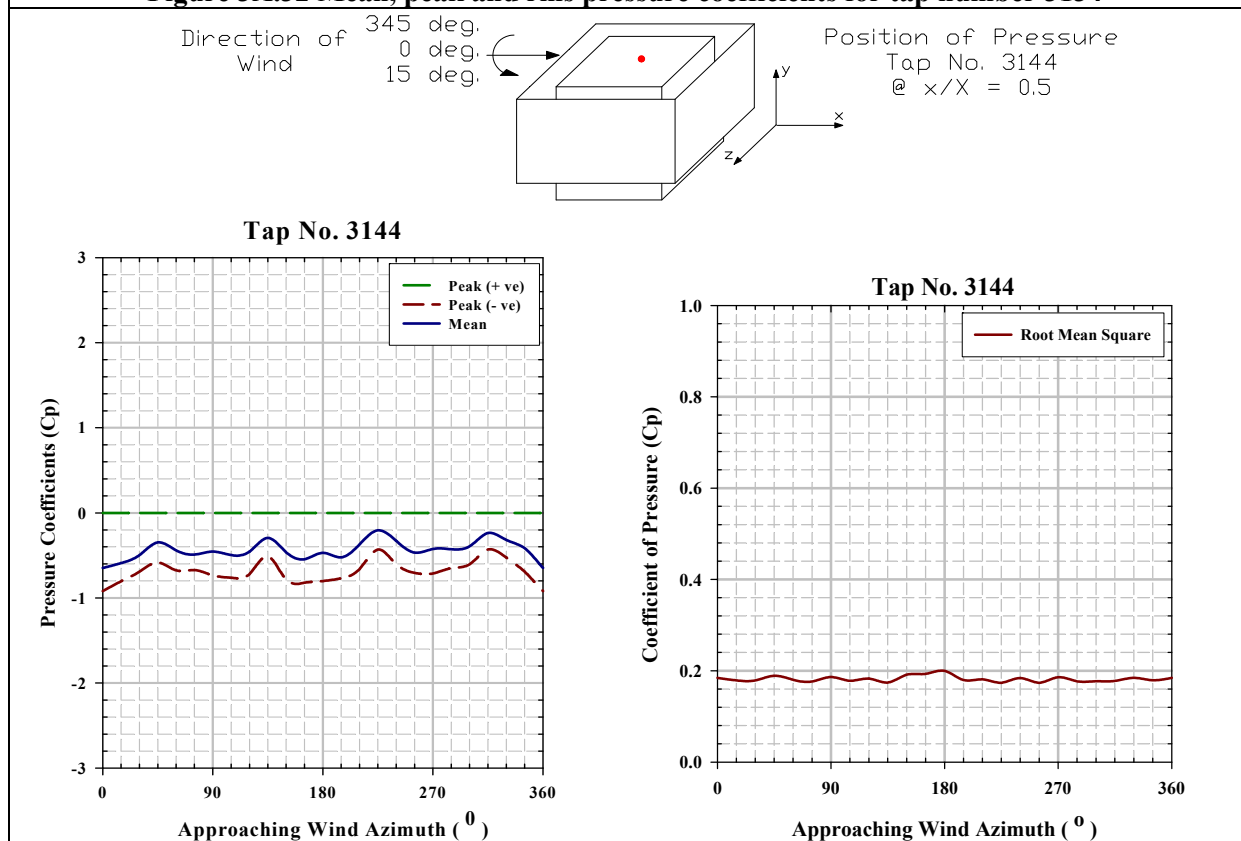 345 deg.
Direction of 0 deg.
Wind 15 deg.
Position of Pressure
Tap No. 3144
@ x/X = 0.5
y
x
z
Tap No. 3144
Peak (+ ve)
Peak (- ve)
Mean
3
2
1
0
-1
-2
-3
Pressure Coefficients (Cp)
0 90 180 270 360
Approaching Wind Azimuth ( 0 )
Tap No. 3144
Root Mean Square
1.0
0.8
0.6
0.4
0.2
0.0
Coefficient of Pressure (Cp)
0 90 180 270 360
Approaching Wind Azimuth ( o )